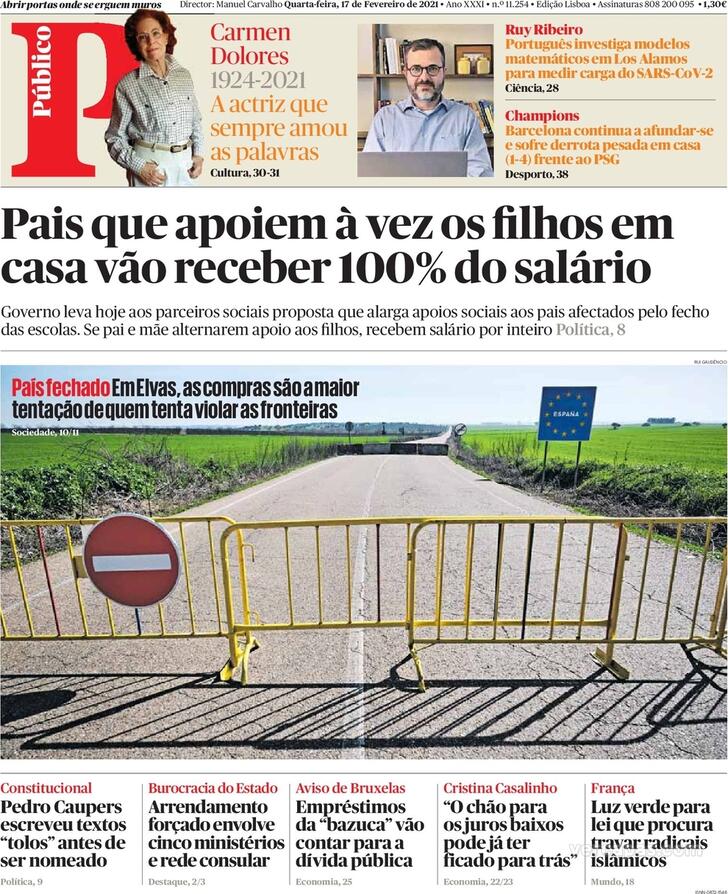 Abrir portas onde se erguem muros
Director: Manuel Carvalho Quarta-feira, 17 de Fevereiro de 2021 • Ano XXXI • n.º 11.254 • Edição Lisboa • Assinaturas 808 200 095 • 1,30€
Público
P
Carmen
Dolores
1924-2021
A actriz que
sempre amou
as palavras
Cultura, 30-31
Ruy Ribeiro
Português investiga modelos
matemáticos em Los Alamos
para medir carga do SARS-CoV-2
Ciência, 28
Champions
Barcelona continua a afundar-se
e sofre derrota pesada em casa
(1-4) frente ao PSG
Desporto, 38
Pais que apoiem à vez os filhos em
casa vão receber 100% do salário
Governo leva hoje aos parceiros sociais proposta que alarga apoios sociais aos pais afectados pelo fecho
das escolas. Se pai e mãe alternarem apoio aos filhos, recebem salário por inteiro Política, 8
RUI GAUDÊNCIO
País fechado Em Elvas, as compras são a maior
tentação de quem tenta violar as fronteiras
Sociedade, 10/11
ESPAÑA
Constitucional
Pedro Caupers
escreveu textos
“tolos” antes de
ser nomeado
Política, 9
Burocracia do Estado
Arrendamento
forçado envolve
cinco ministérios
e rede consular
Destaque, 2/3
Aviso de Bruxelas
Empréstimos
da “bazuca” vão
contar para a
dívida pública
Economia, 25
Cristina Casalinho
“O chão para
os juros baixos
pode já ter
ficado para trás”
Economia, 22/23
França
Luz verde para
lei que procura
travar radicais
islâmicos
Mundo, 18